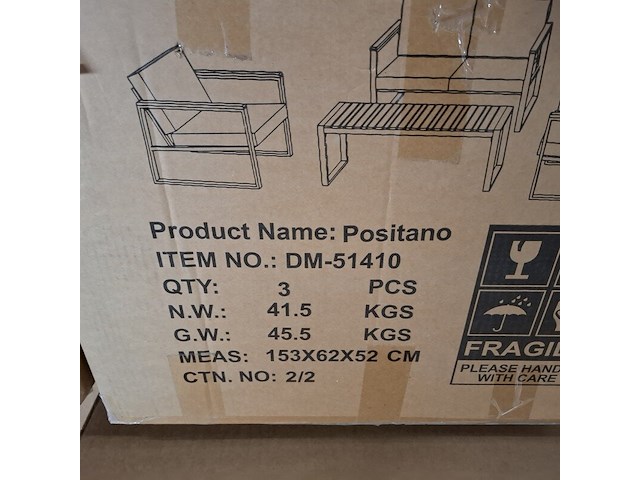 Product Name: Positano
ITEM NO.: DM-51410
QTY: 3 PCS
N.W.: 41.5 KGS
G.W.: 45.5 KGS
MEAS: 153X62X52 CM
CTN. NO: 2/2
FRAGIL
PLEASE HAND
WITH CARE